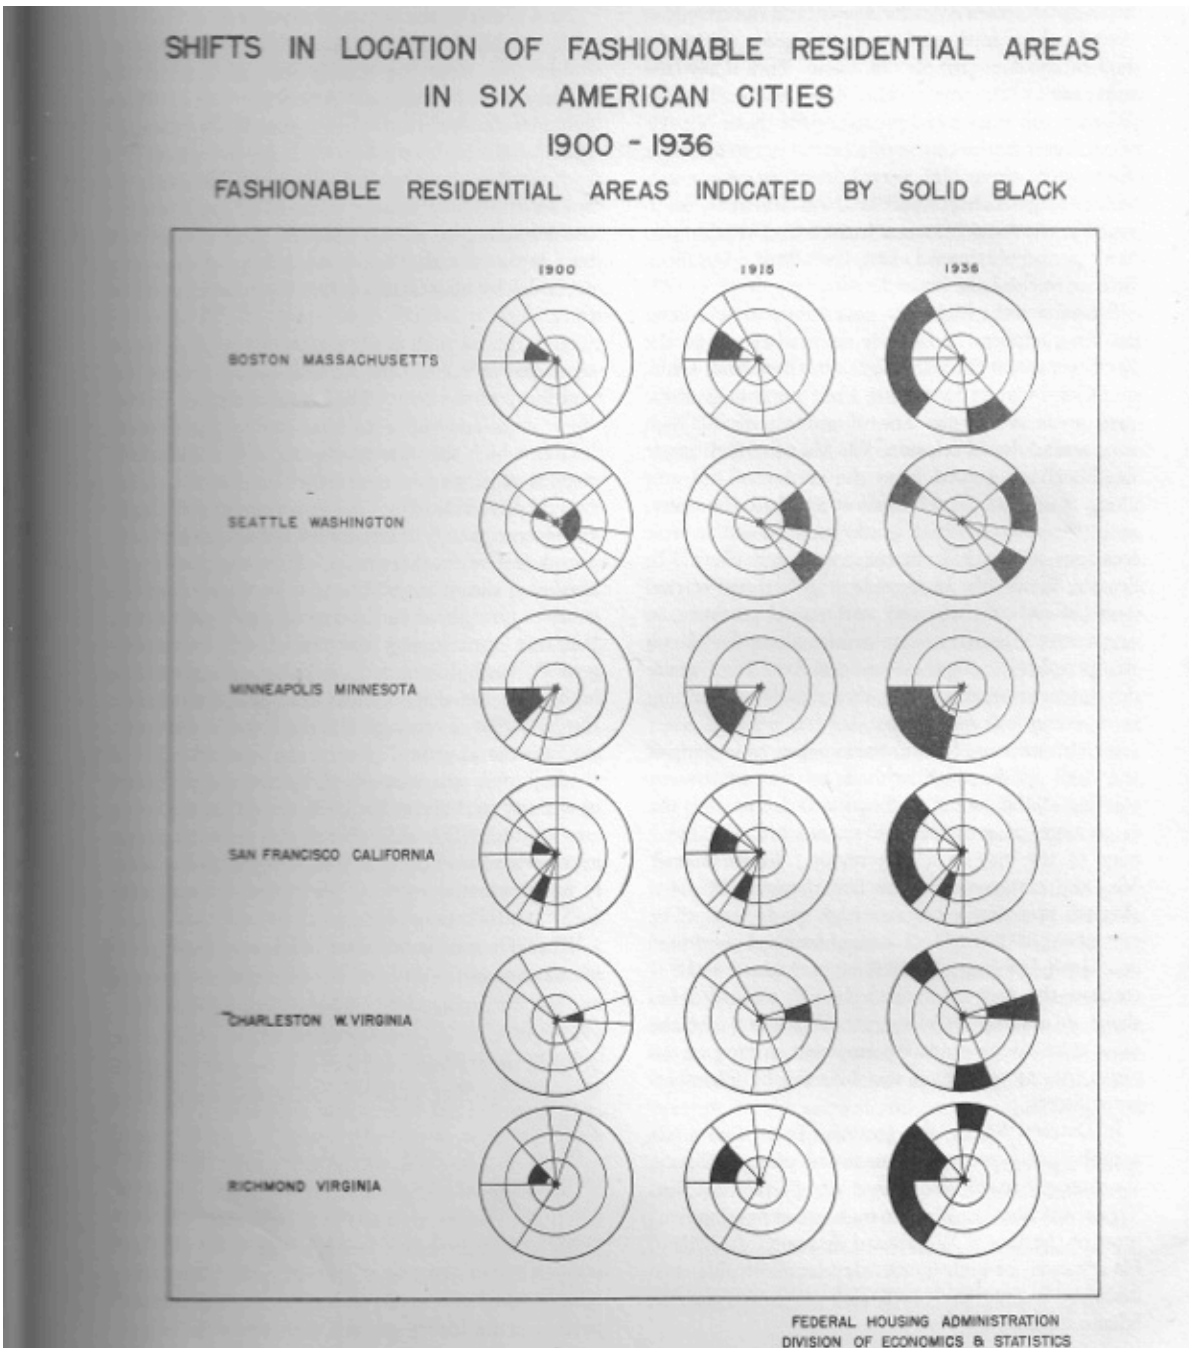 SHIFTS IN LOCATION OF FASHIONABLE RESIDENTIAL AREAS
IN SIX AMERICAN CITIES
1900 - 1936
FASHIONABLE RESIDENTIAL AREAS INDICATED BY SOLID BLACK
1900 1915 1936
BOSTON MASSACHUSETTS
SEATTLE WASHINGTON
MINNEAPOLIS MINNESOTA
SAN FRANCISCO CALIFORNIA
CHARLESTON W. VIRGINIA
RICHMOND VIRGINIA
FEDERAL HOUSING ADMINISTRATION
DIVISION OF ECONOMICS & STATISTICS